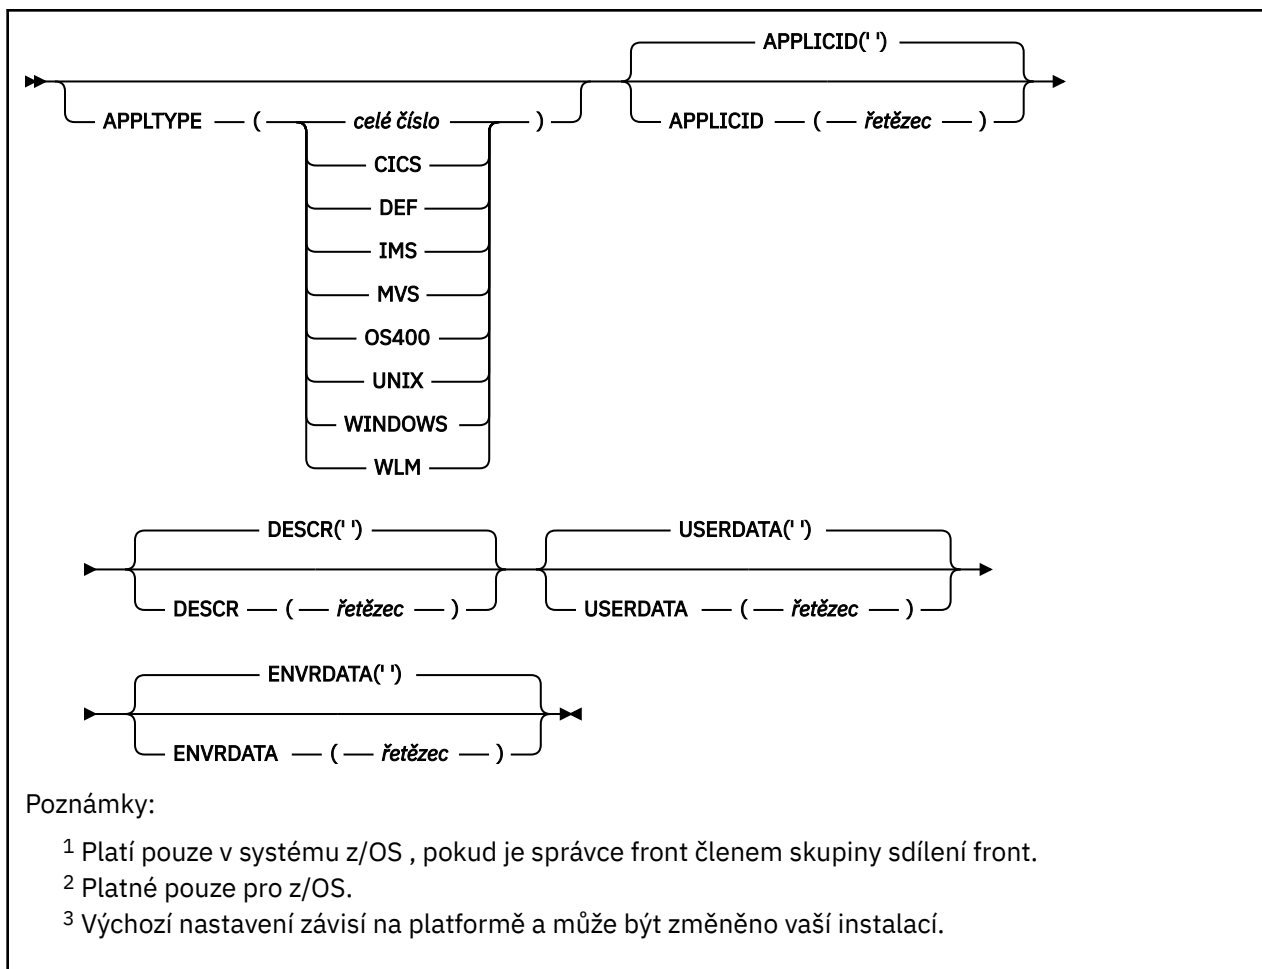 APPLICID(' ')
APPLTYPE ( celé číslo ) APPLICID ( řetězec )
CICS
DEF
IMS
MVS
OS400
UNIX
WINDOWS
WLM
DESCR(' ') USERDATA(' ')
DESCR ( řetězec ) USERDATA ( řetězec )
ENVRDATA(' ')
ENVRDATA ( řetězec )
Poznámky:
1 Platí pouze v systému z/OS , pokud je správce front členem skupiny sdílení front.
2 Platné pouze pro z/OS.
3 Výchozí nastavení závisí na platformě a může být změněno vaší instalací.